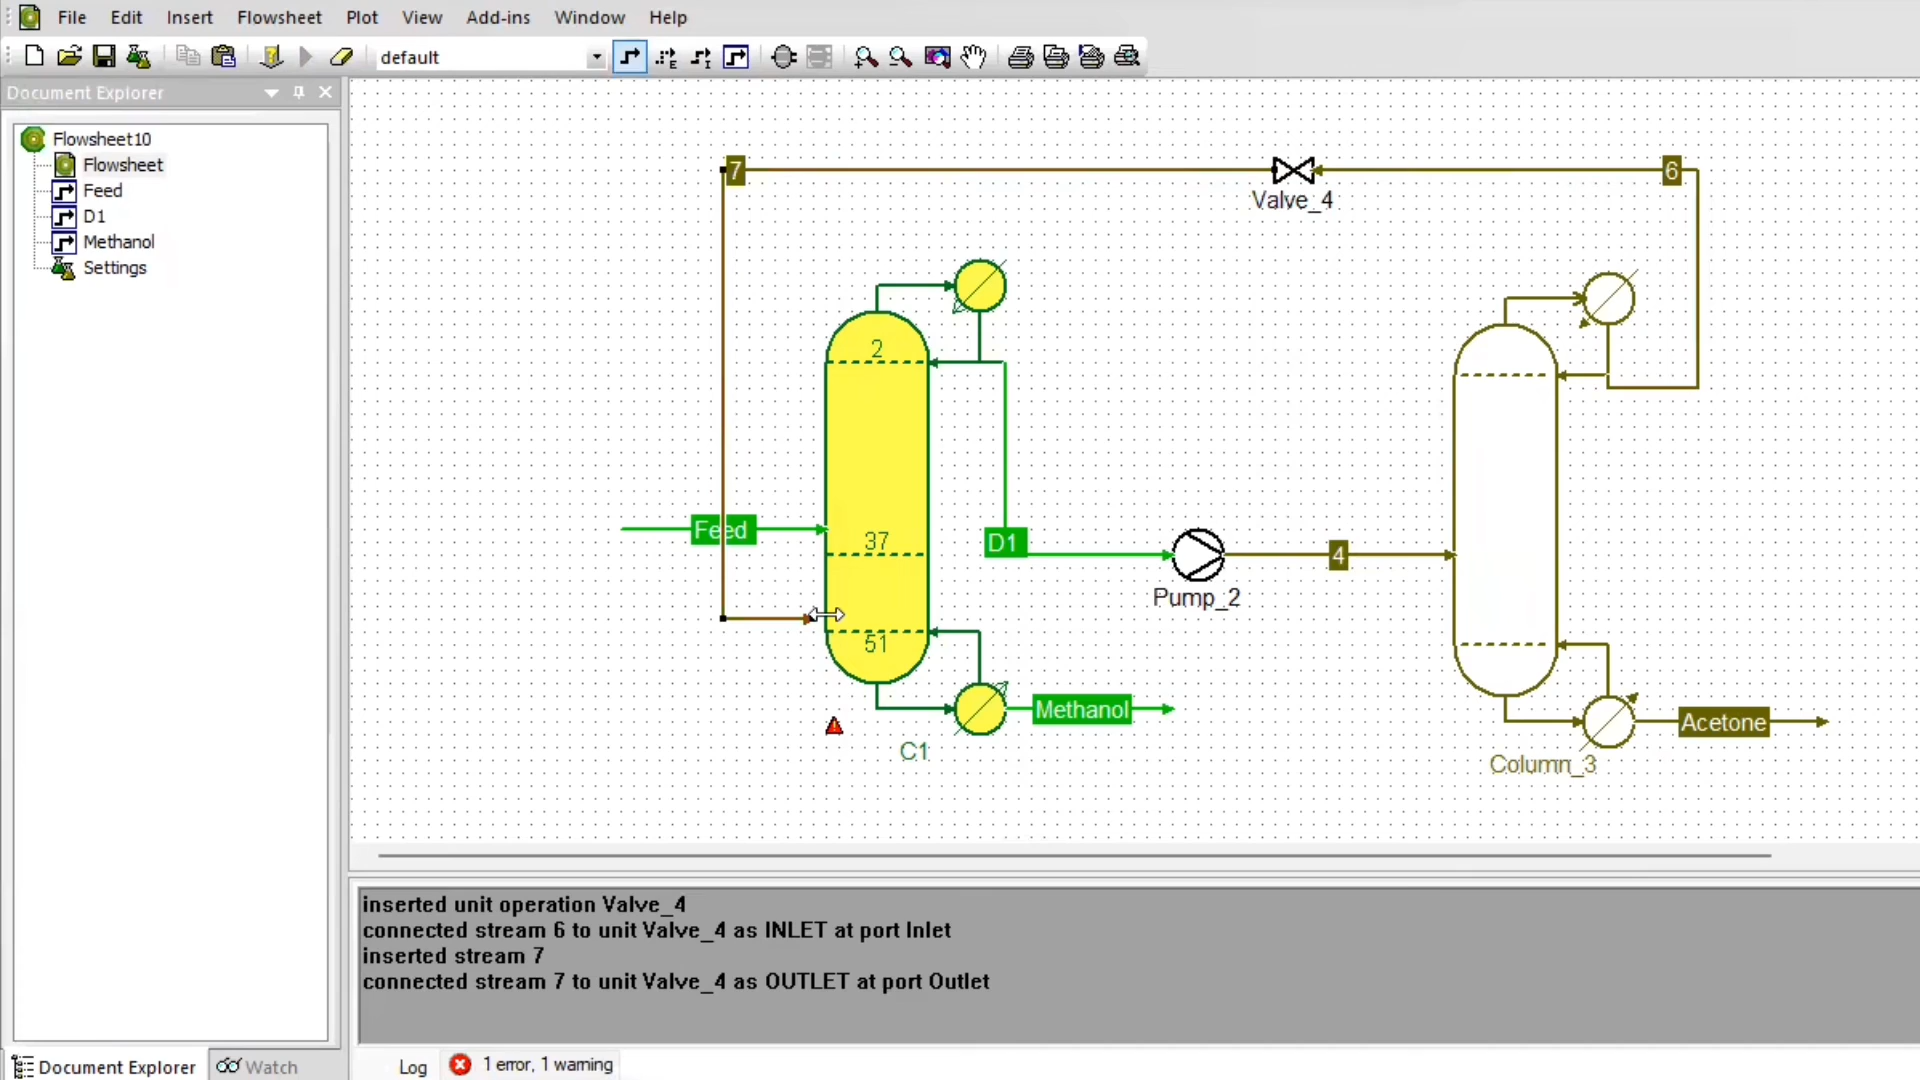 File Edit Insert Flowsheet Plot View Add-ins Window Help
default
Document Explorer
Flowsheet10
Flowsheet
Feed
D1
Methanol
Settings
7
6
Valve_4
2
Feed
37
D1
4
Pump_2
51
Methanol
C1
Acetone
Column_3
inserted unit operation Valve_4
connected stream 6 to unit Valve_4 as INLET at port Inlet
inserted stream 7
connected stream 7 to unit Valve_4 as OUTLET at port Outlet
Document Explorer Watch
Log 1 error, 1 warning